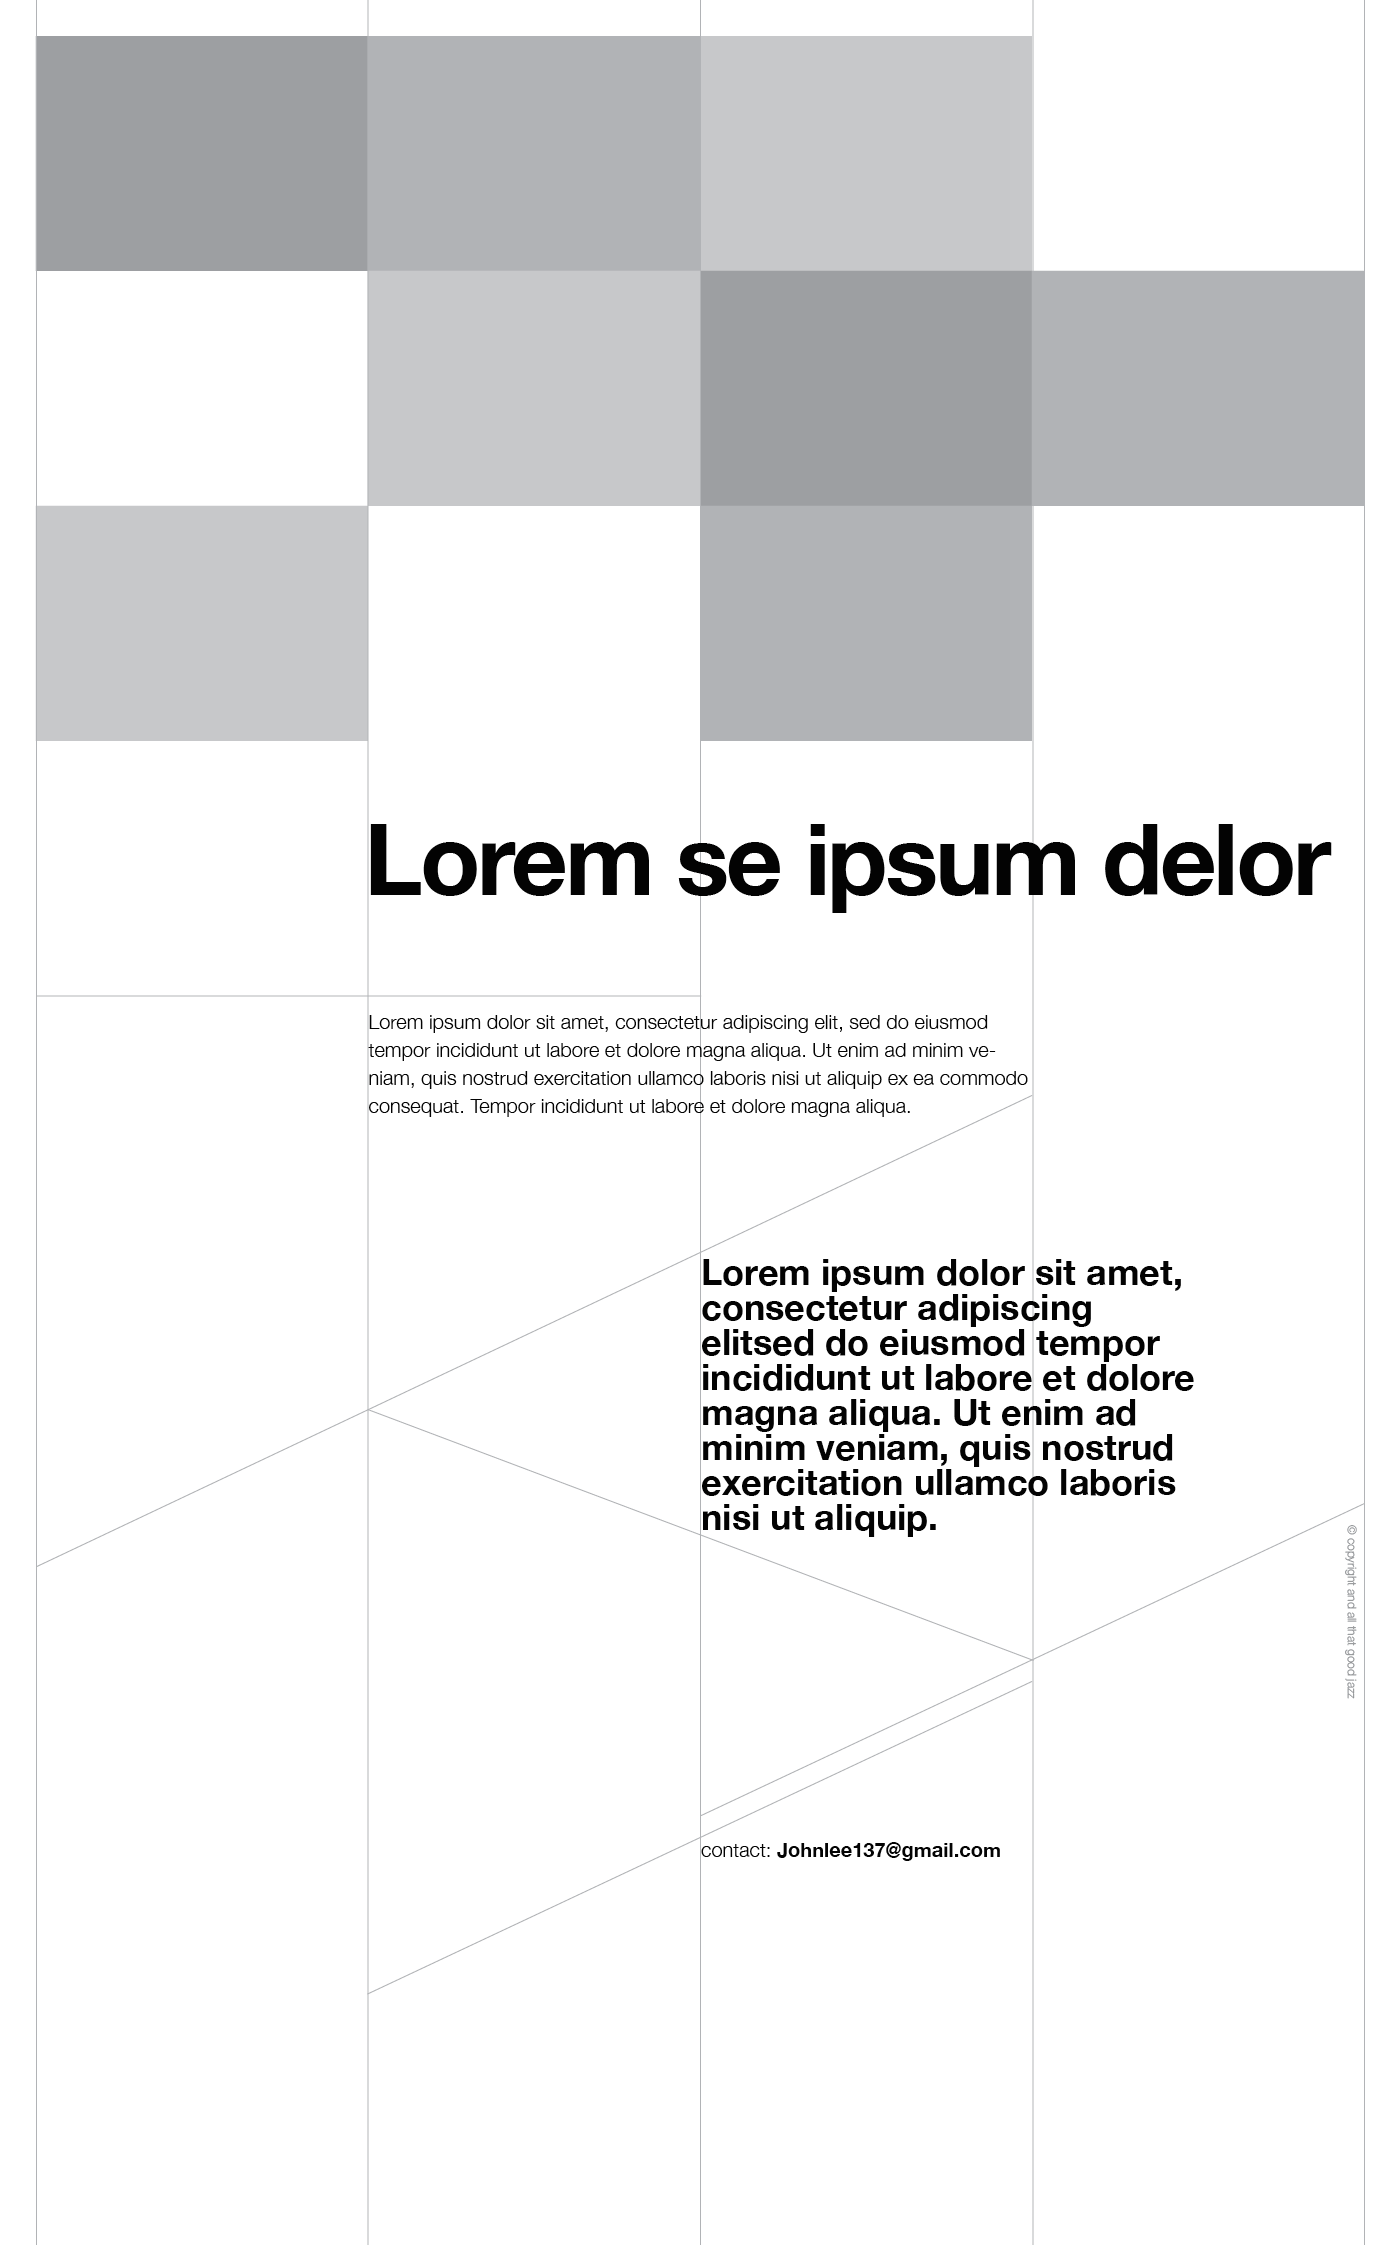 Lorem se ipsum delor
Lorem ipsum dolor sit amet, consectetur adipiscing elit, sed do eiusmod
tempor incididunt ut labore et dolore magna aliqua. Ut enim ad minim ve-
niam, quis nostrud exercitation ullamco laboris nisi ut aliquip ex ea commodo
consequat. Tempor incididunt ut labore et dolore magna aliqua.
Lorem ipsum dolor sit amet,
consectetur adipiscing
elitsed do eiusmod tempor
incididunt ut labore et dolore
magna aliqua. Ut enim ad
minim veniam, quis nostrud
exercitation ullamco laboris
nisi ut aliquip.
© copyright and all that good jazz
contact: Johnlee137@gmail.com